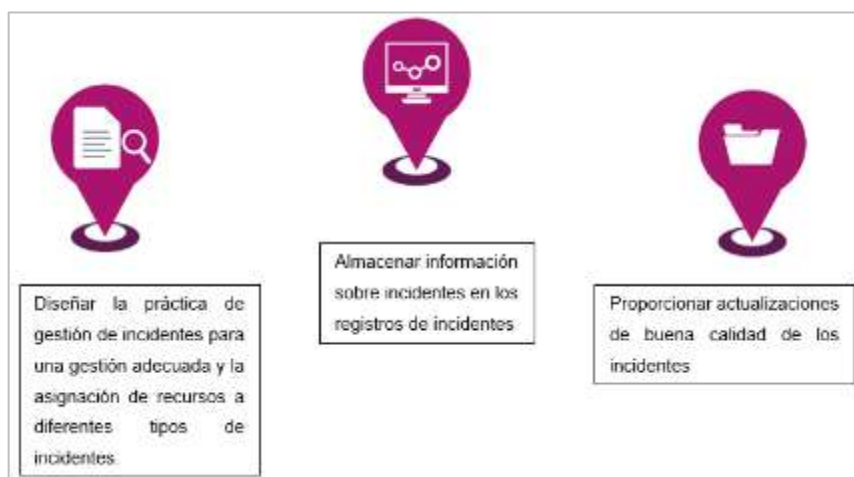 Diseñar la práctica de
gestión de incidentes para
una gestión adecuada y la
asignación de recursos a
diferentes tipos de
incidentes
Almacenar información
sobre incidentes en los
registros de incidentes
Proporcionar actualizaciones
de buena calidad de los
incidentes